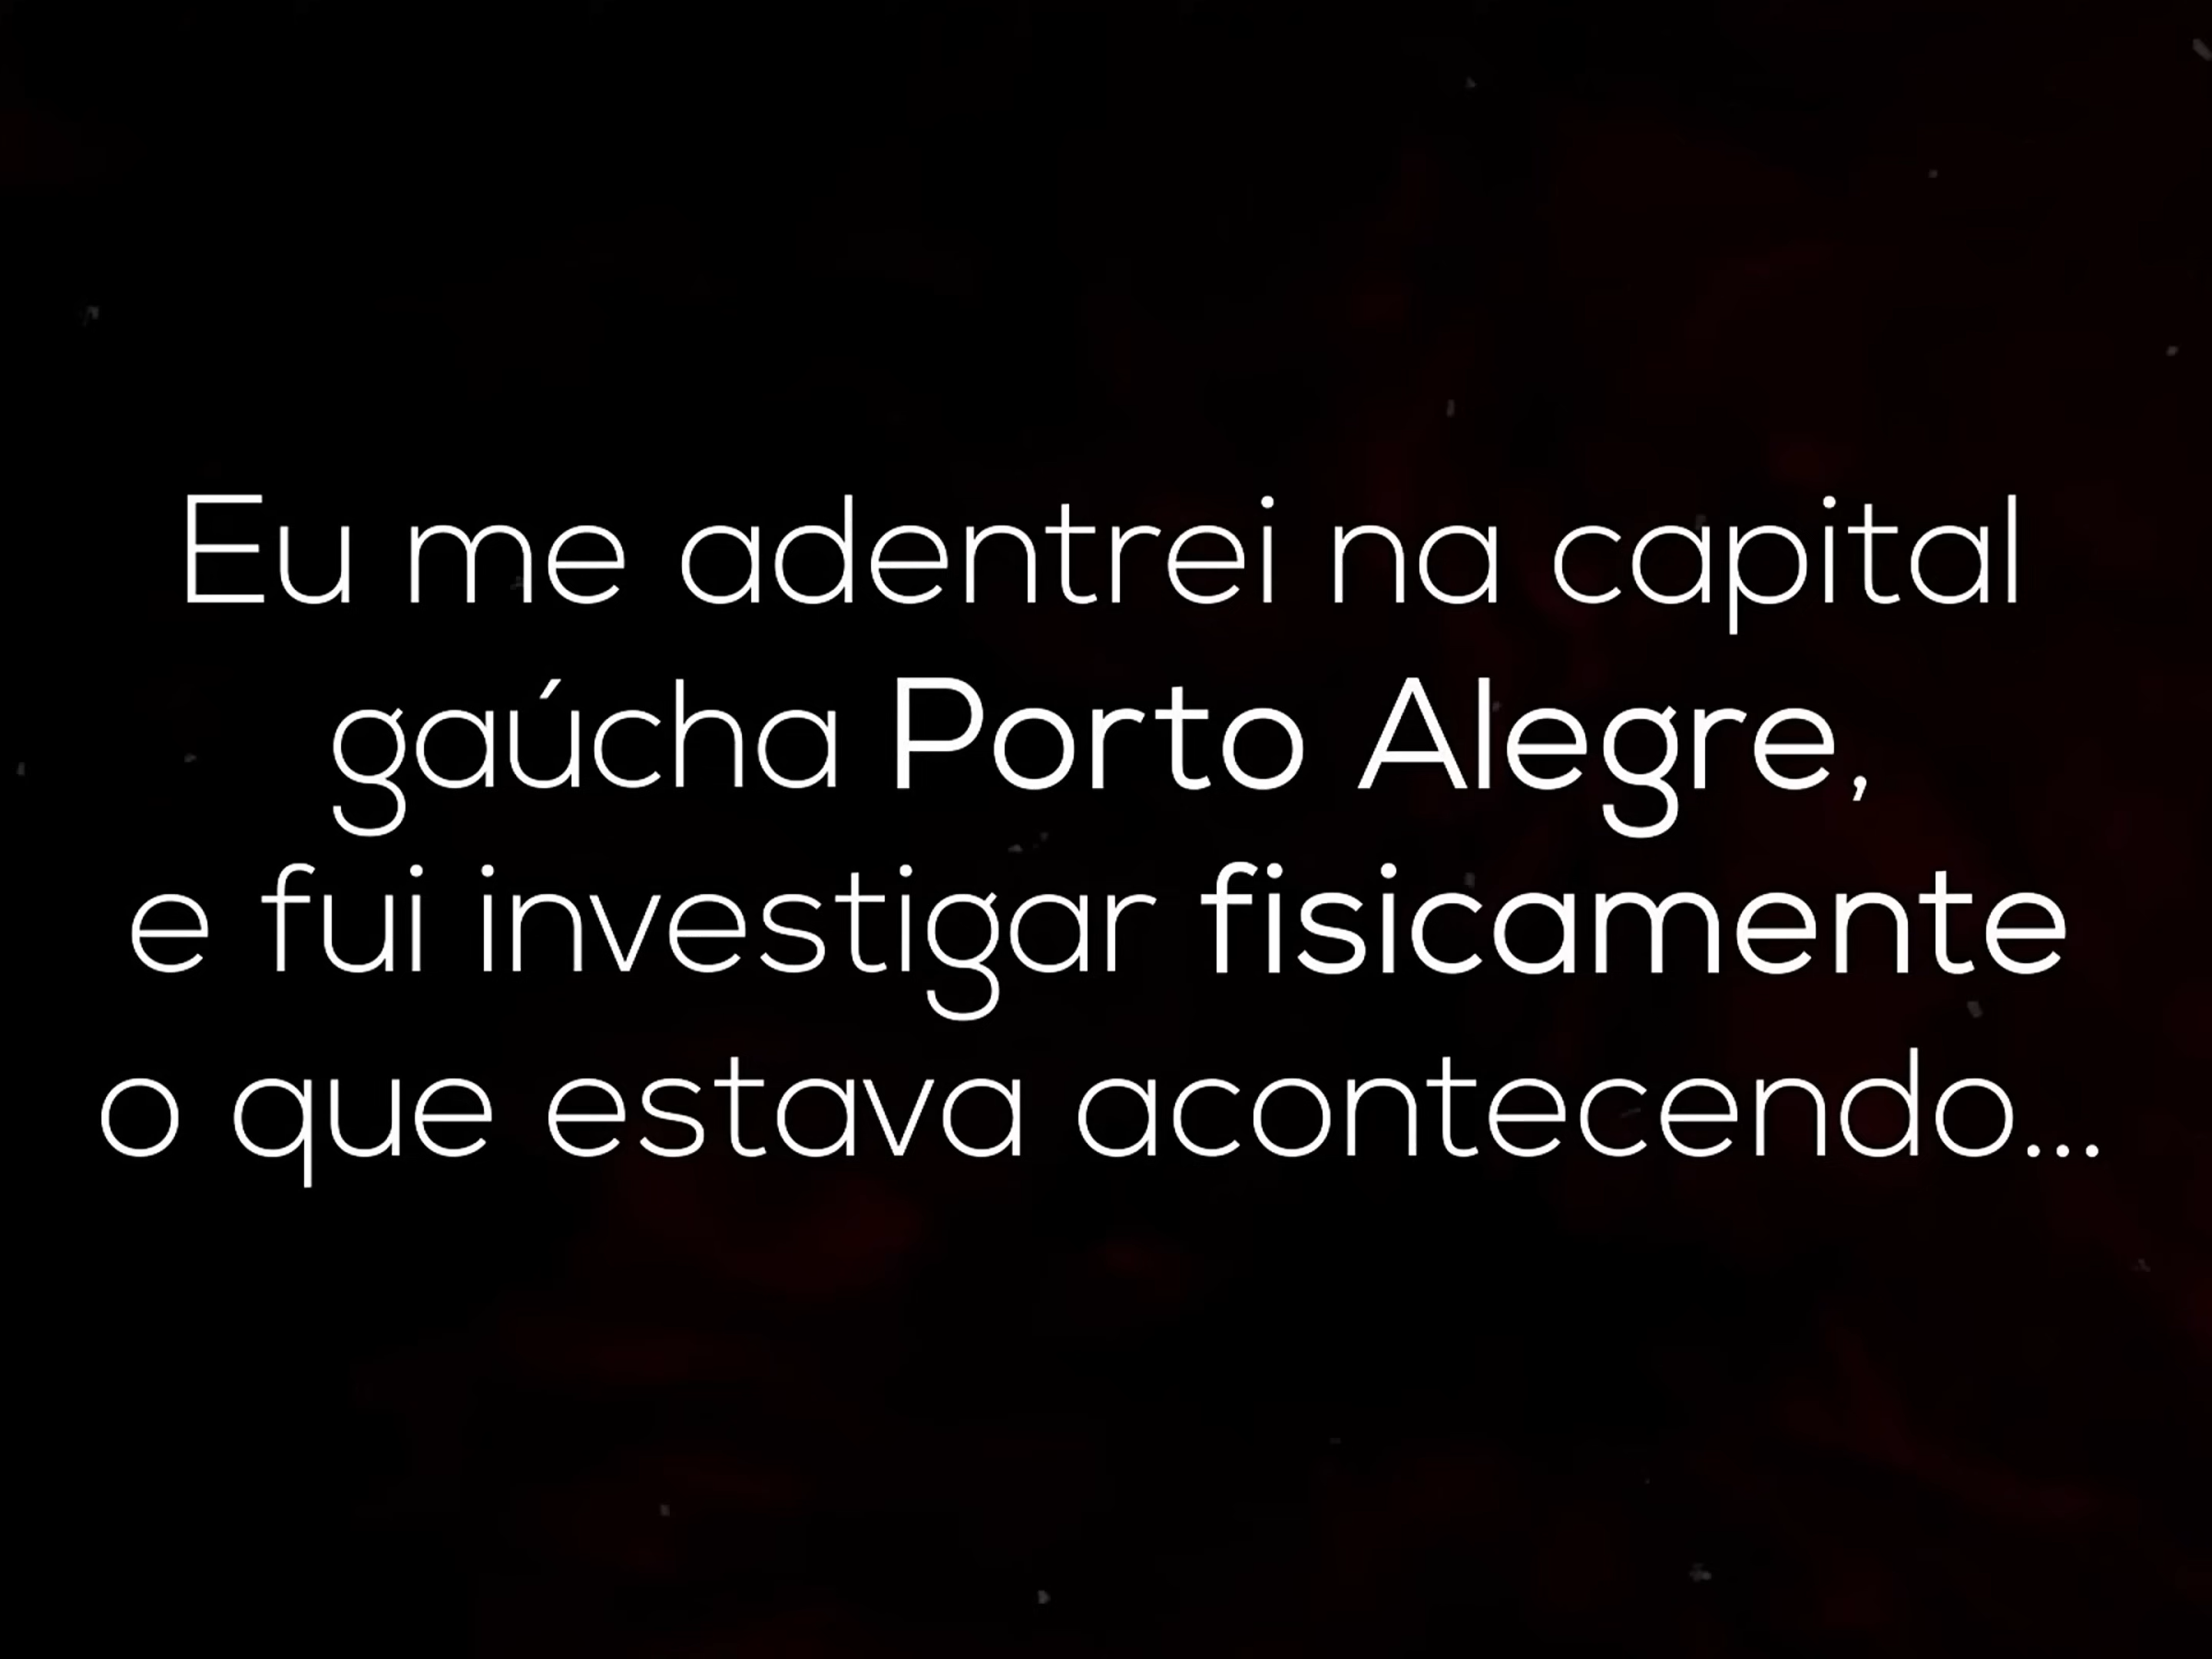 Eu me adentrei na capital
gaúcha Porto Alegre,
e fui investigar fisicamente
o que estava acontecendo...